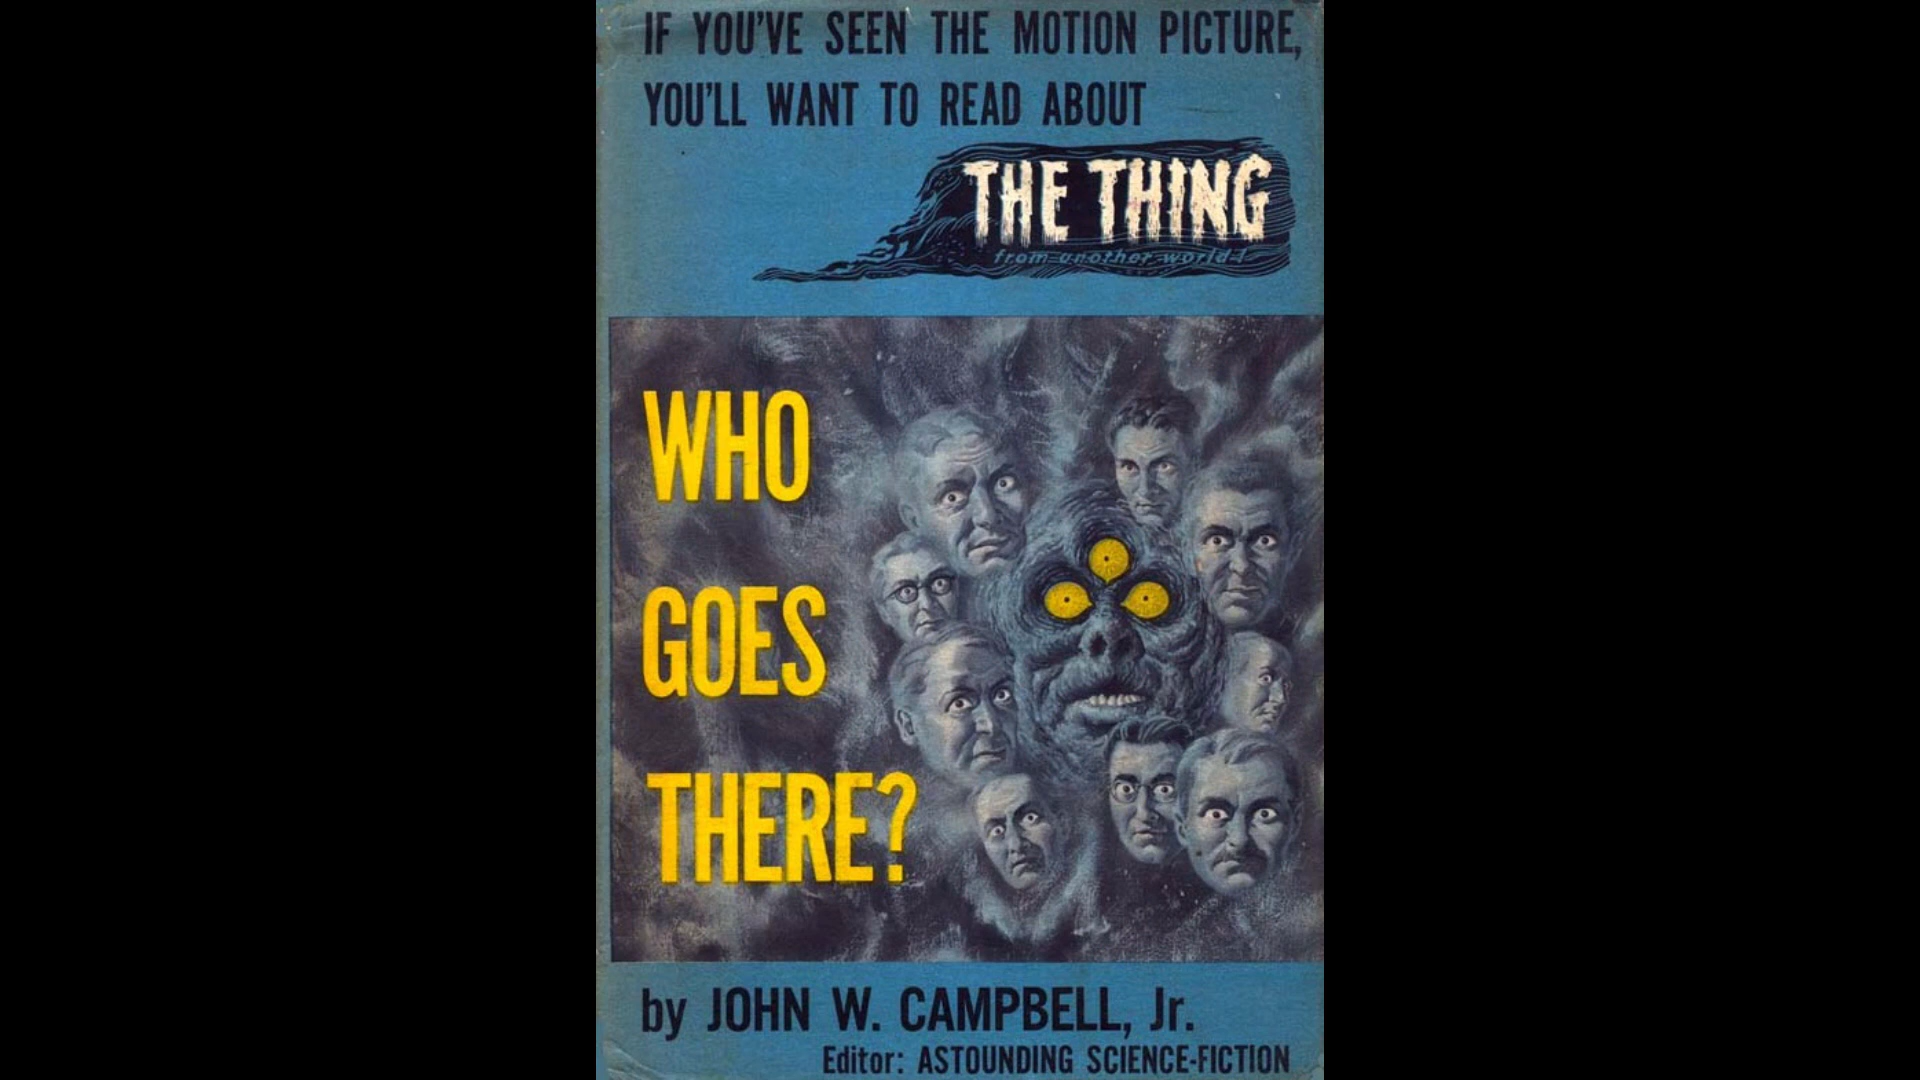 IF YOU'VE SEEN THE MOTION PICTURE,
YOU'LL WANT TO READ ABOUT
THE THING
from another world!
WHO
GOES
THERE?
by JOHN W. CAMPBELL, Jr.
Editor: ASTOUNDING SCIENCE-FICTION